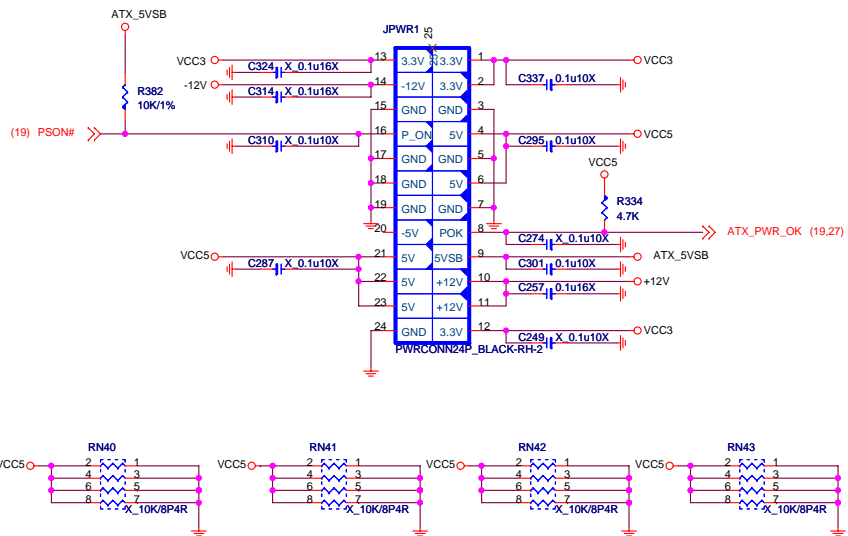 ATX_5VSB
JPWR1
25
VCC3
C324 X_0.1u16X
13 3.3V 3.3V 1
VCC3
R382
10K/1%
-12V
C314 X_0.1u16X
14 -12V 3.3V 2
C337 0.1u10X
15 GND GND 3
(19) PSON#
16 P_ON 5V 4
VCC5
C310 X_0.1u10X
17 GND GND 5
C295 X_0.1u10X
VCC5
18 GND 5V 6
19 GND GND 7
R334
4.7K
20 -5V POK 8
ATX_PWR_OK (19,27)
C274 X_0.1u10X
VCC5
21 5V 5VSB 9
ATX_5VSB
C287 X_0.1u10X
C301 0.1u10X
22 5V +12V 10
+12V
C257 0.1u16X
23 5V +12V 11
24 GND 3.3V 12
VCC3
C249 X_0.1u10X
PWRCONN24P_BLACK-RH-2
RN40 RN41 RN42 RN43
VCC5 2 1 VCC5 2 1 VCC5 2 1 VCC5 2 1
4 3 4 3 4 3 4 3
6 5 6 5 6 5 6 5
8 7 8 7 8 7 8 7
X_10K/8P4R X_10K/8P4R X_10K/8P4R X_10K/8P4R